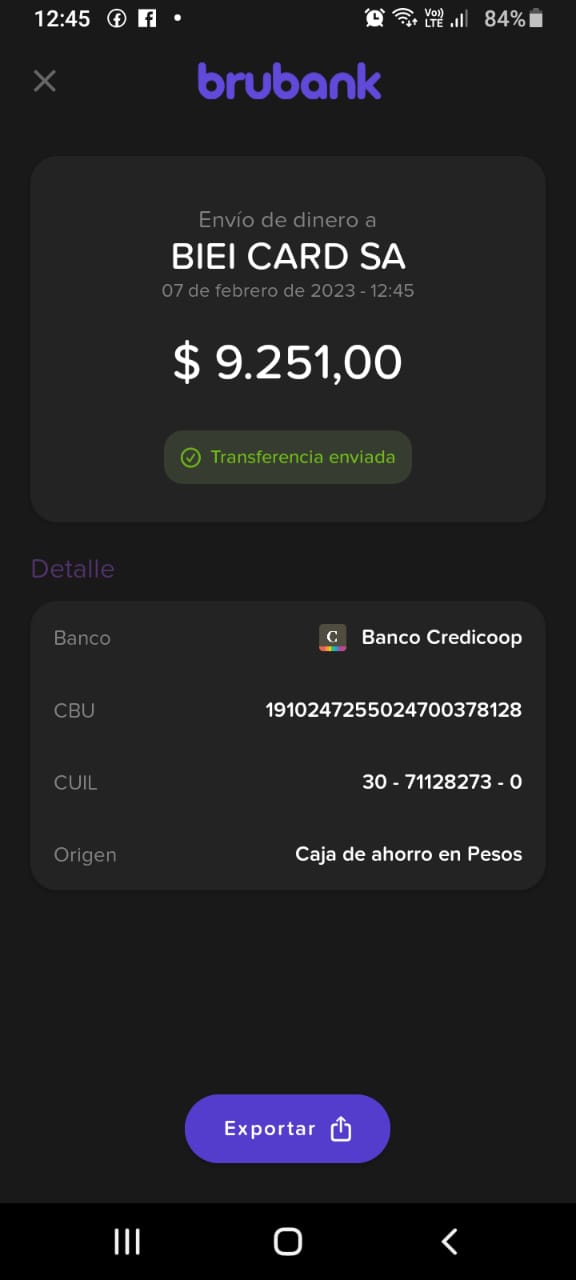 12:45
Vo))
LTE
84%
brubank
Envío de dinero a
BIEI CARD SA
07 de febrero de 2023 - 12:45
$ 9.251,00
Transferencia enviada
Detalle
Banco C Banco Credicoop
CBU 1910247255024700378128
CUIL 30 - 71128273 - 0
Origen Caja de ahorro en Pesos
Exportar